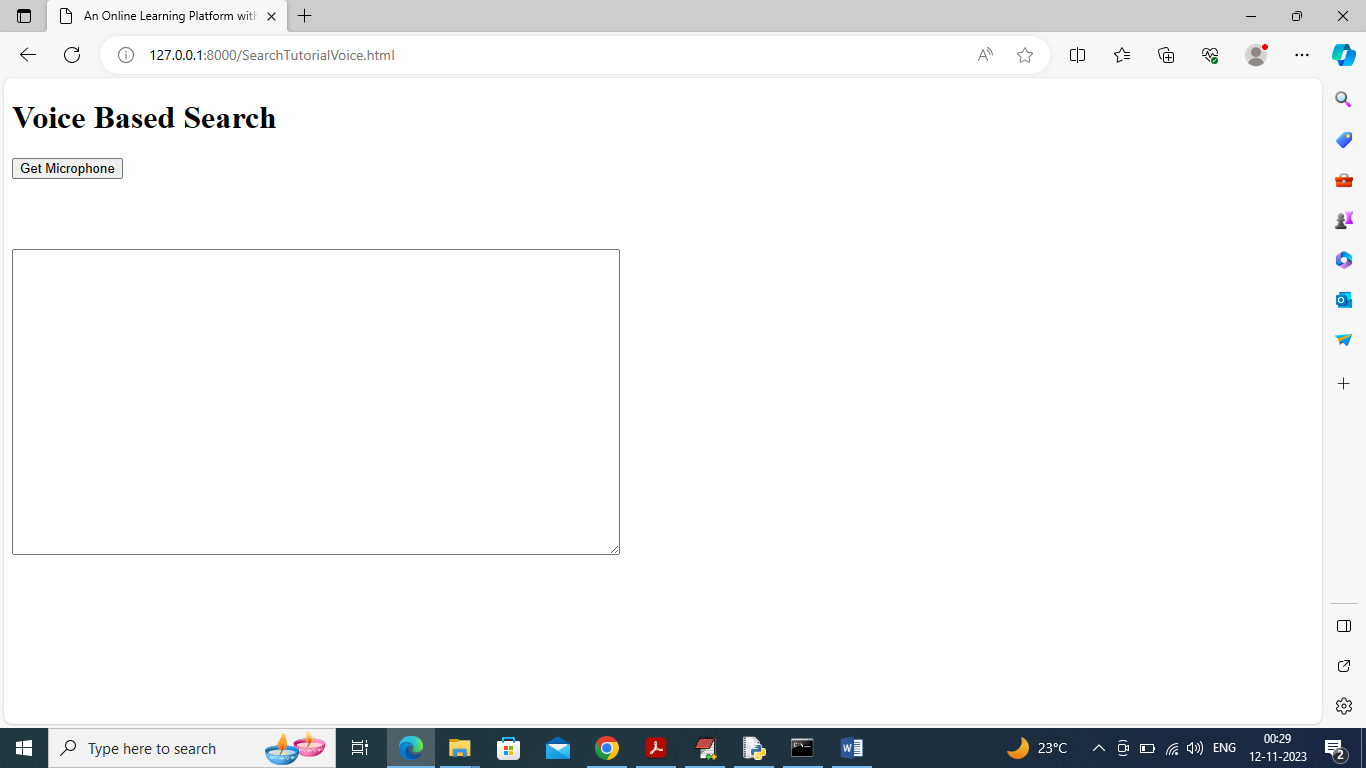 An Online Learning Platform with
127.0.0.1:8000/SearchTutorialVoice.html
Voice Based Search
Get Microphone
Type here to search
23°C
ENG
00:29
12-11-2023
2